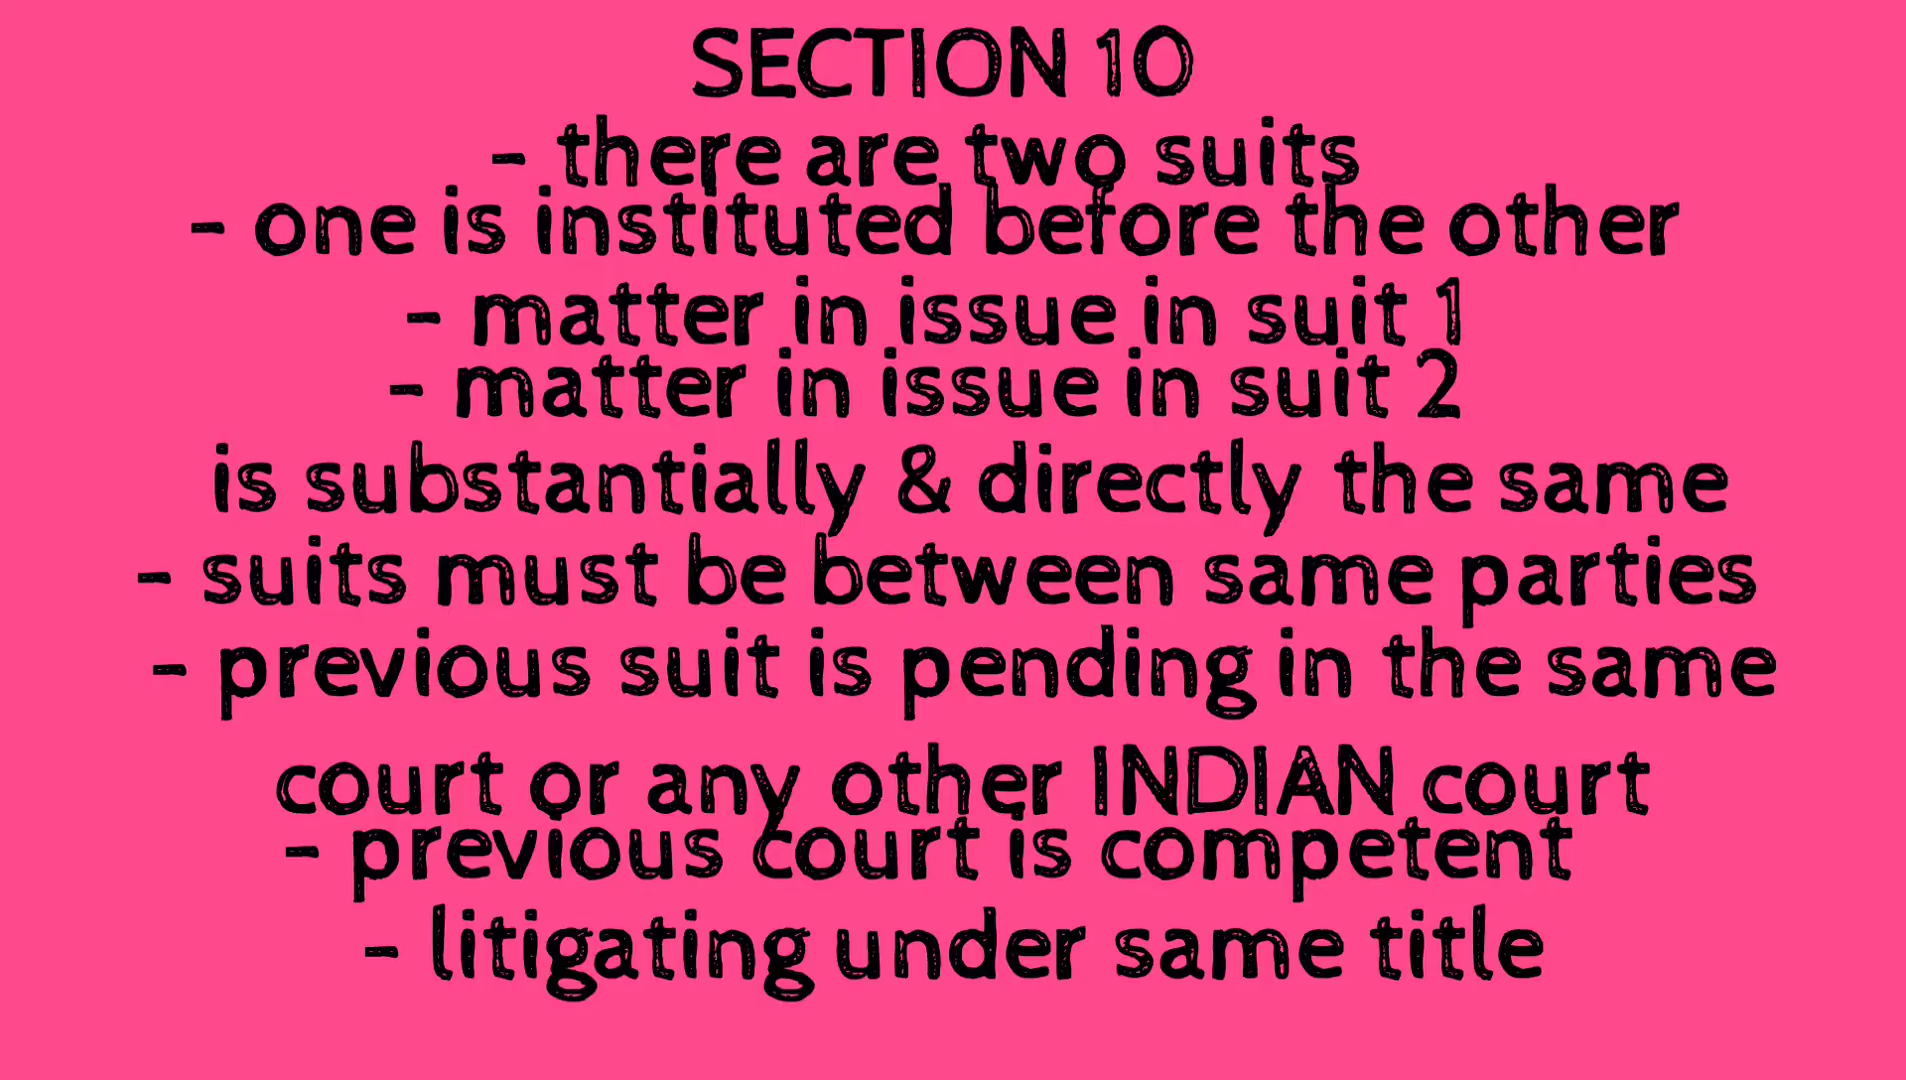 SECTION 10
- there are two suits
- one is instituted before the other
- matter in issue in suit 1
- matter in issue in suit 2
is substantially & directly the same
- suits must be between same parties
- previous suit is pending in the same
court or any other INDIAN court
- previous court is competent
- litigating under same title